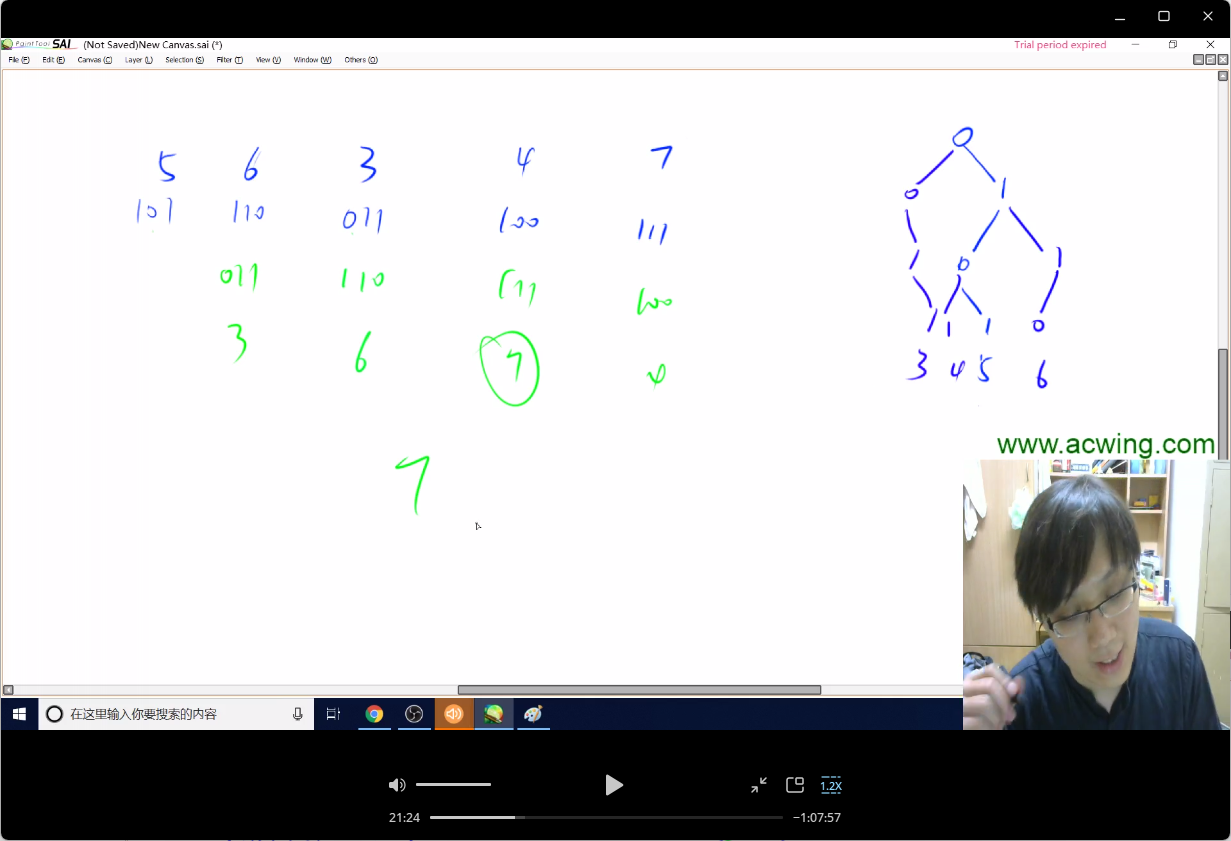 PaintTool SAI (Not Saved)New Canvas.sai (*) Trial period expired
File (F) Edit (E) Canvas (C) Layer (L) Selection (S) Filter (T) View (V) Window (W) Others (O)
5 6 3 4 7
101 110 011 100 111
011 110 111 100
3 6 7 4
7
0
0 1
1 0 1
1 1 1 0
3 4 5 6
www.acwing.com
在这里输入你要搜索的内容
1.2X
21:24 −1:07:57